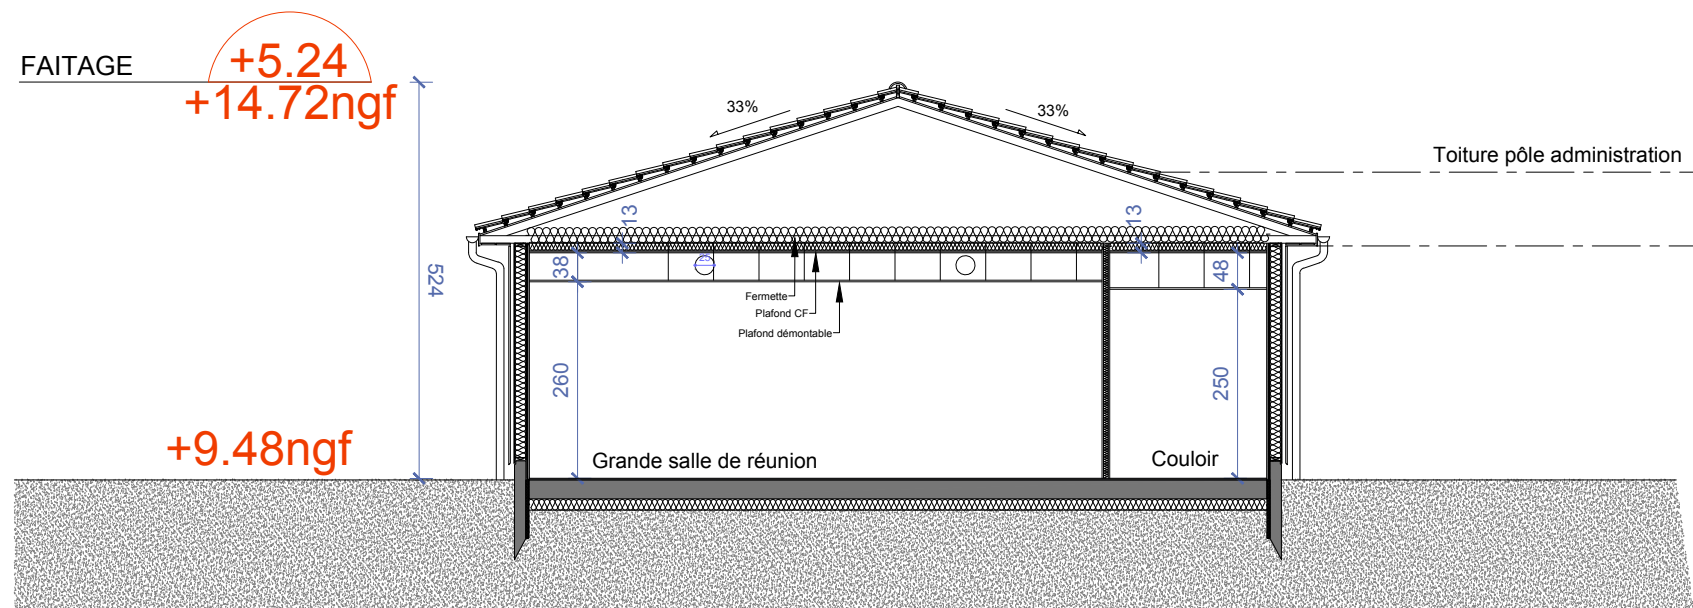 FAITAGE
+5.24
+14.72ngf
33%
33%
Toiture pôle administration
13
13
524
38
25
48
Fermette
Plafond CF
Plafond démontable
260
250
+9.48ngf
Grande salle de réunion
Couloir